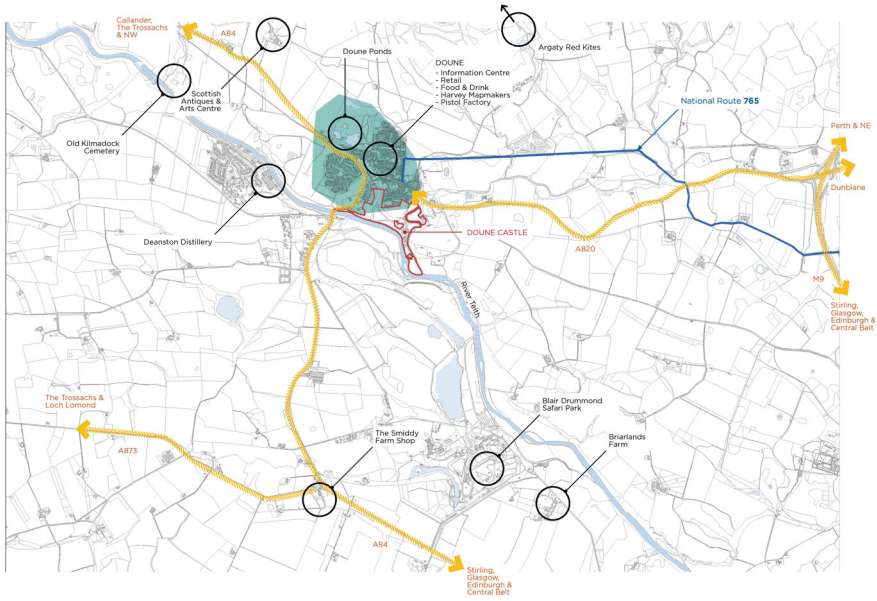 Callander,
The Trossachs
& NW
A84
Doune Ponds
DOUNE
- Information Centre
- Retail
- Food & Drink
- Harvey Mapmakers
- Pistol Factory
Argaty Red Kites
Scottish
Antiques &
Arts Centre
National Route 765
Old Kilmadock
Cemetery
Perth & NE
Dunblane
Deanston Distillery
DOUNE CASTLE
A820
M9
River Teith
Stirling,
Glasgow,
Edinburgh &
Central Belt
The Trossachs &
Loch Lomond
Blair Drummond
Safari Park
The Smiddy
Farm Shop
Briarlands
Farm
A873
A84
Stirling,
Glasgow,
Edinburgh &
Central Belt